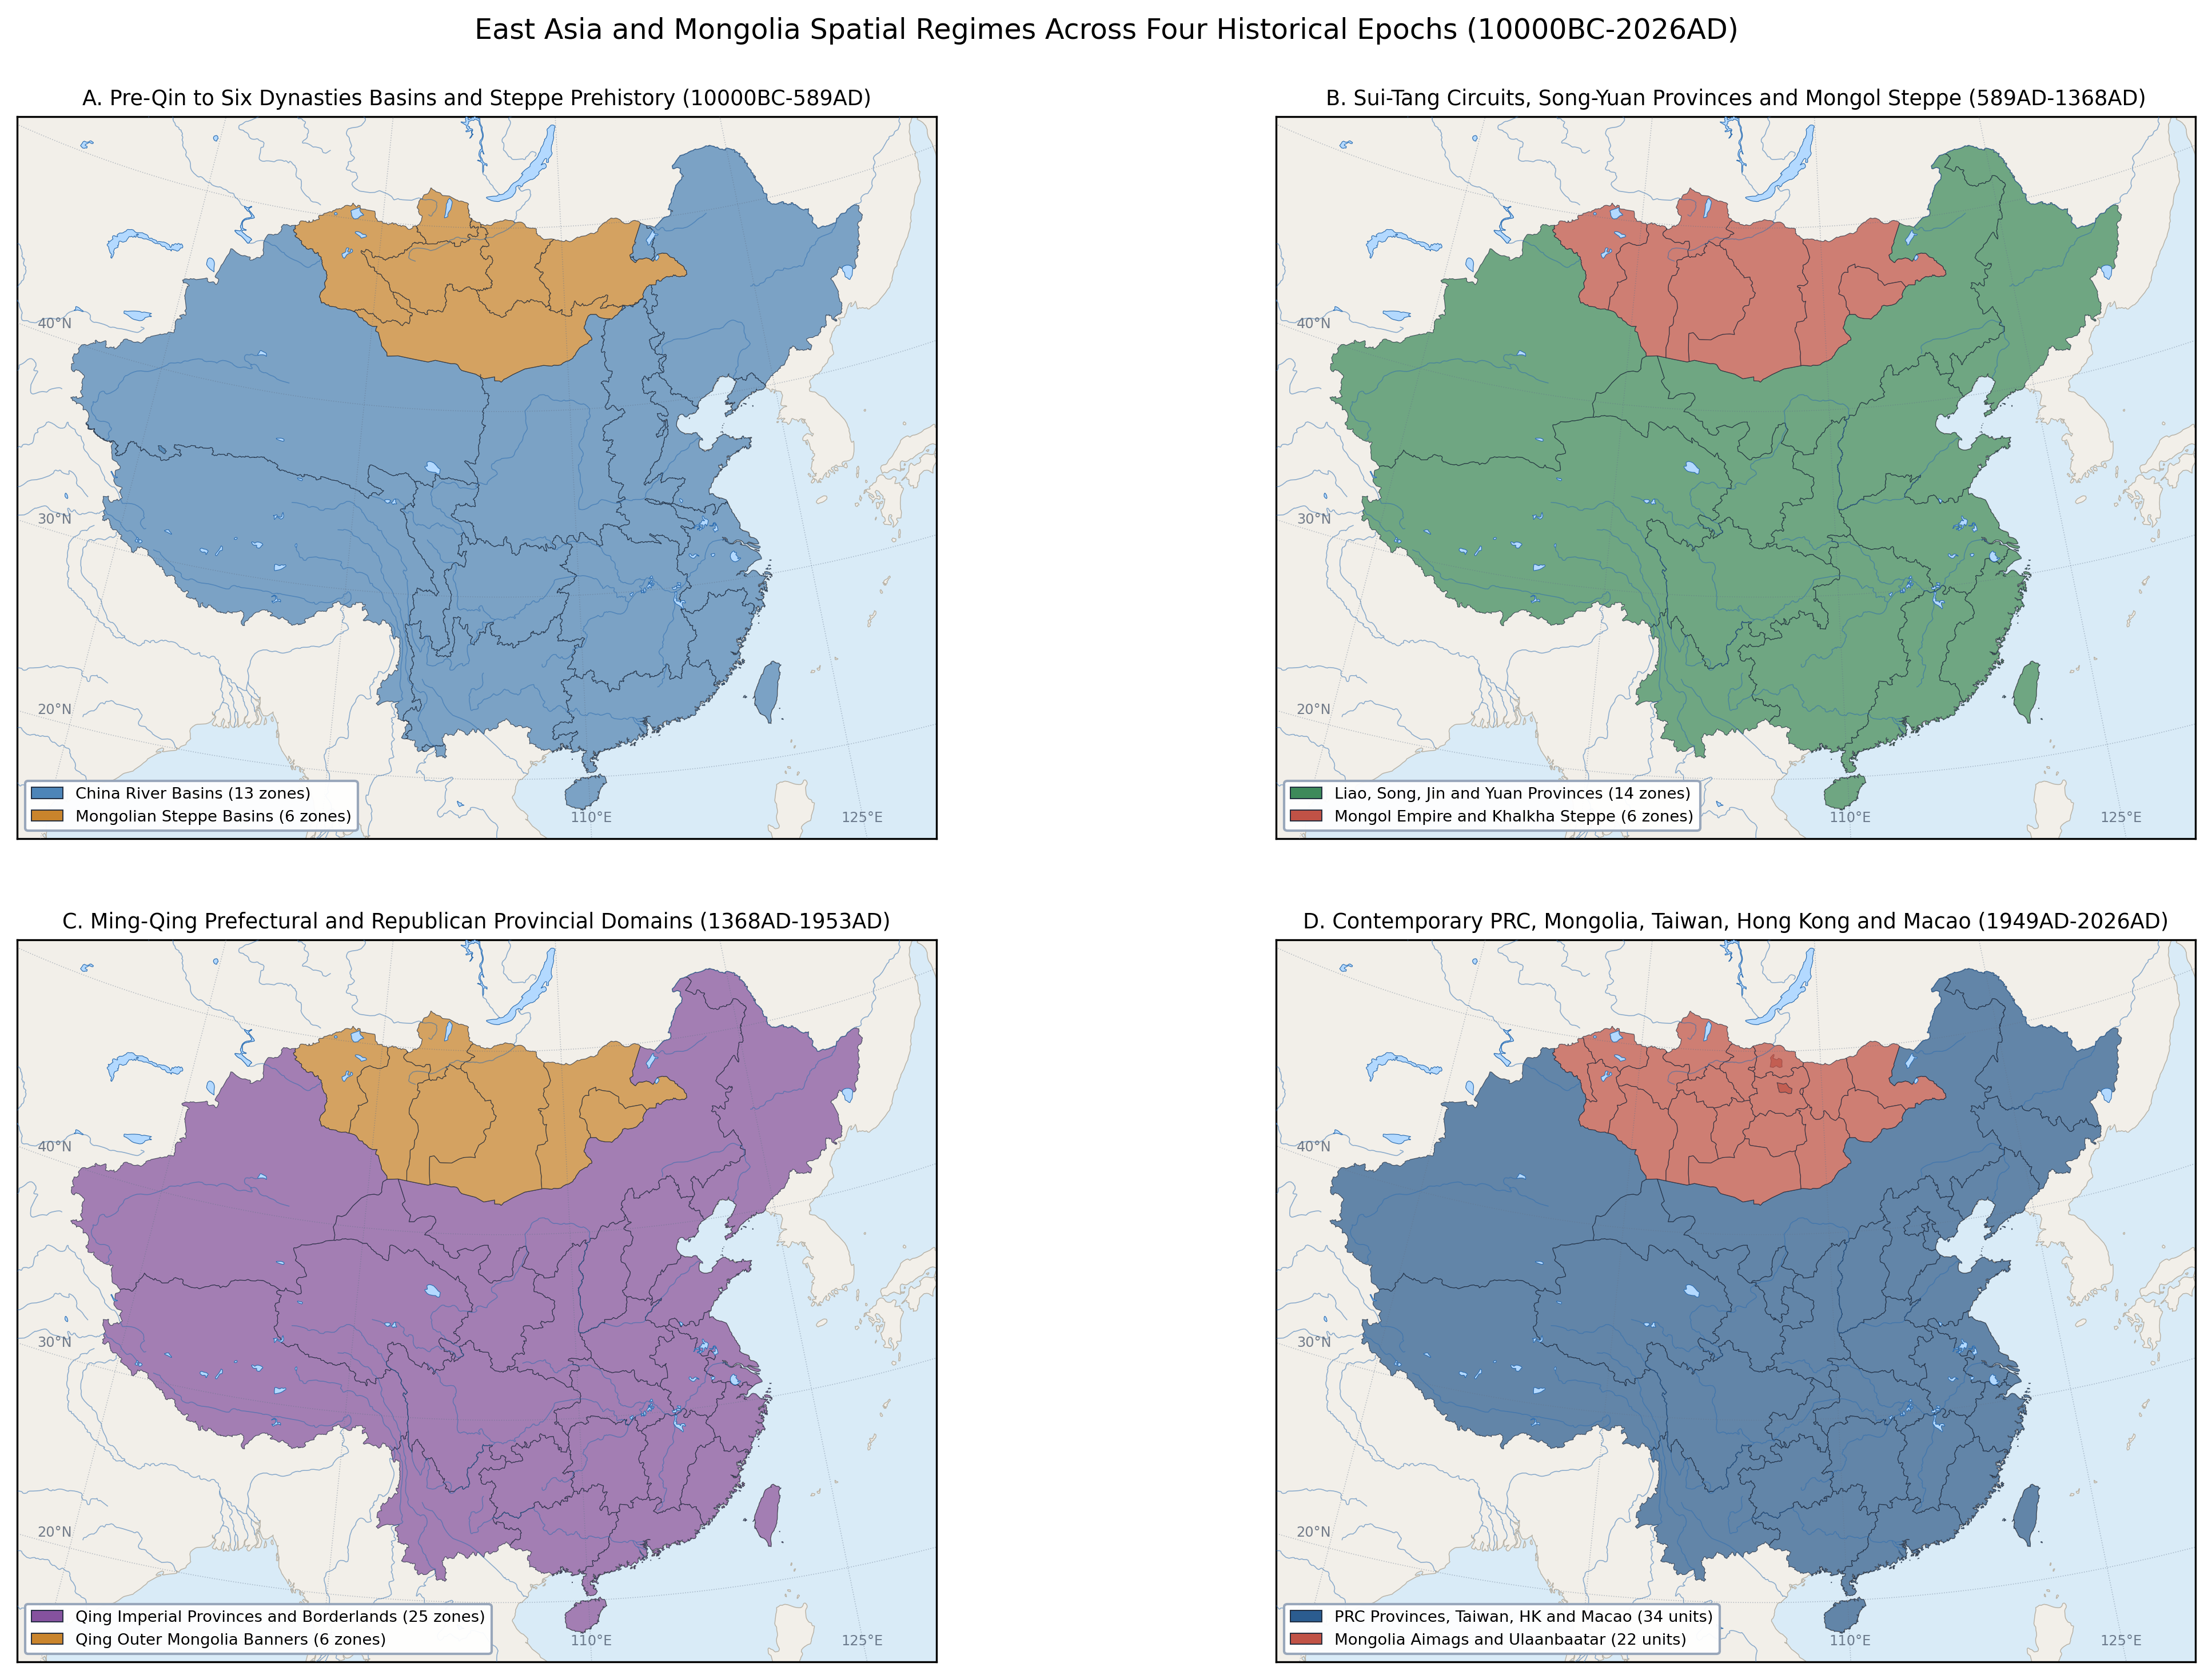 East Asia and Mongolia Spatial Regimes Across Four Historical Epochs (10000BC-2026AD)
A. Pre-Qin to Six Dynasties Basins and Steppe Prehistory (10000BC-589AD)
40°N
30°N
20°N
110°E
125°E
China River Basins (13 zones)
Mongolian Steppe Basins (6 zones)
B. Sui-Tang Circuits, Song-Yuan Provinces and Mongol Steppe (589AD-1368AD)
40°N
30°N
20°N
110°E
125°E
Liao, Song, Jin and Yuan Provinces (14 zones)
Mongol Empire and Khalkha Steppe (6 zones)
C. Ming-Qing Prefectural and Republican Provincial Domains (1368AD-1953AD)
40°N
30°N
20°N
110°E
125°E
Qing Imperial Provinces and Borderlands (25 zones)
Qing Outer Mongolia Banners (6 zones)
D. Contemporary PRC, Mongolia, Taiwan, Hong Kong and Macao (1949AD-2026AD)
40°N
30°N
20°N
110°E
125°E
PRC Provinces, Taiwan, HK and Macao (34 units)
Mongolia Aimags and Ulaanbaatar (22 units)